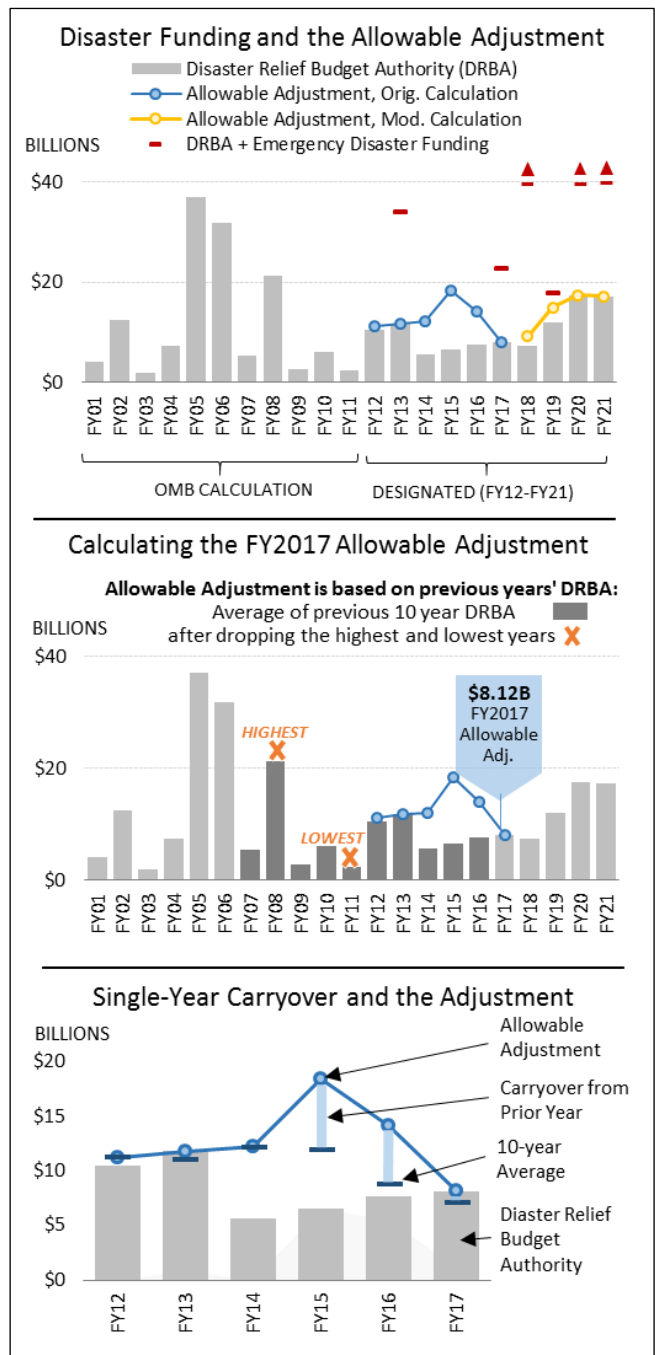 Disaster Funding and the Allowable Adjustment
Disaster Relief Budget Authority (DRBA)
Allowable Adjustment, Orig. Calculation
Allowable Adjustment, Mod. Calculation
DRBA + Emergency Disaster Funding
BILLIONS
$40
$20
$0
FY01 FY02 FY03 FY04 FY05 FY06 FY07 FY08 FY09 FY10 FY11 FY12 FY13 FY14 FY15 FY16 FY17 FY18 FY19 FY20 FY21
OMB CALCULATION DESIGNATED (FY12-FY21)
Calculating the FY2017 Allowable Adjustment
Allowable Adjustment is based on previous years' DRBA:
Average of previous 10 year DRBA
after dropping the highest and lowest years
BILLIONS
$40
$8.12B
FY2017
Allowable
Adj.
HIGHEST
$20
LOWEST
$0
FY01 FY02 FY03 FY04 FY05 FY06 FY07 FY08 FY09 FY10 FY11 FY12 FY13 FY14 FY15 FY16 FY17 FY18 FY19 FY20 FY21
Single-Year Carryover and the Adjustment
BILLIONS
$20
$15
$10
$5
$0
Allowable
Adjustment
Carryover from
Prior Year
10-year
Average
Diaster Relief
Budget
Authority
FY12 FY13 FY14 FY15 FY16 FY17